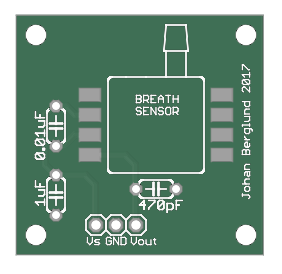 BREATH
SENSOR
0.01uF
1uF
470pF
Vs GND Vout
Johan Berglund 2017